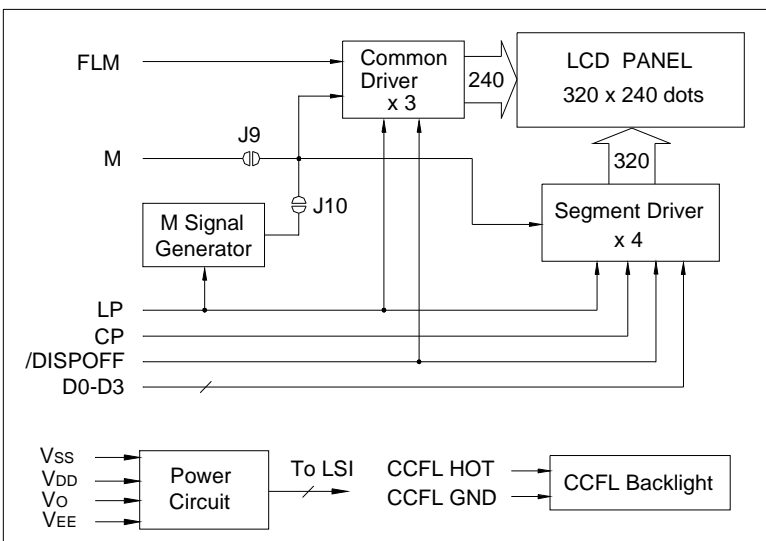 FLM
Common
Driver
x 3
240
LCD PANEL
320 x 240 dots
J9
M
320
J10
M Signal
Generator
Segment Driver
x 4
LP
CP
/DISPOFF
D0-D3
VSS
VDD
VO
VEE
Power
Circuit
To LSI
CCFL HOT
CCFL GND
CCFL Backlight